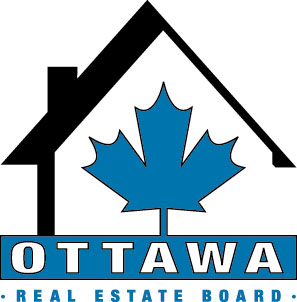 OTTAWA
· REAL ESTATE BOARD ·